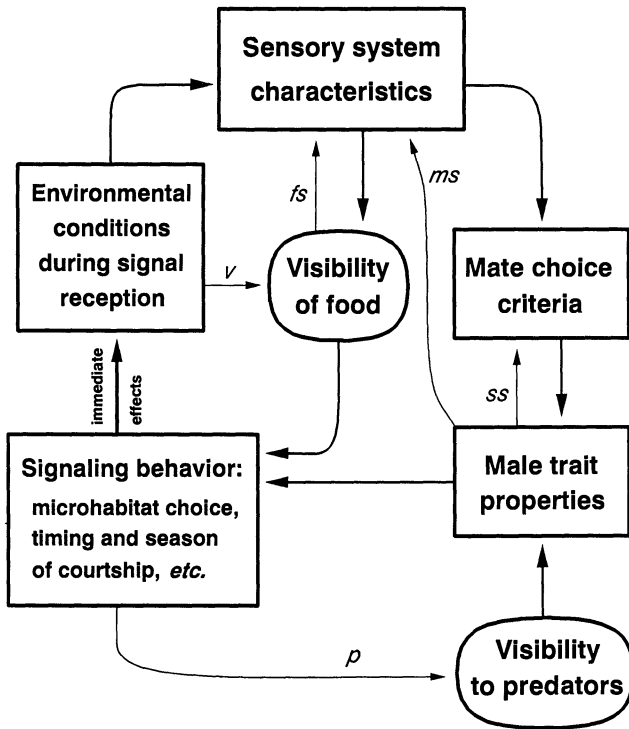 Sensory system
characteristics
Environmental
conditions
during signal
reception
fs
ms
v
Visibility
of food
Mate choice
criteria
immediate
effects
ss
Signaling behavior:
microhabitat choice,
timing and season
of courtship, etc.
Male trait
properties
p
Visibility
to predators